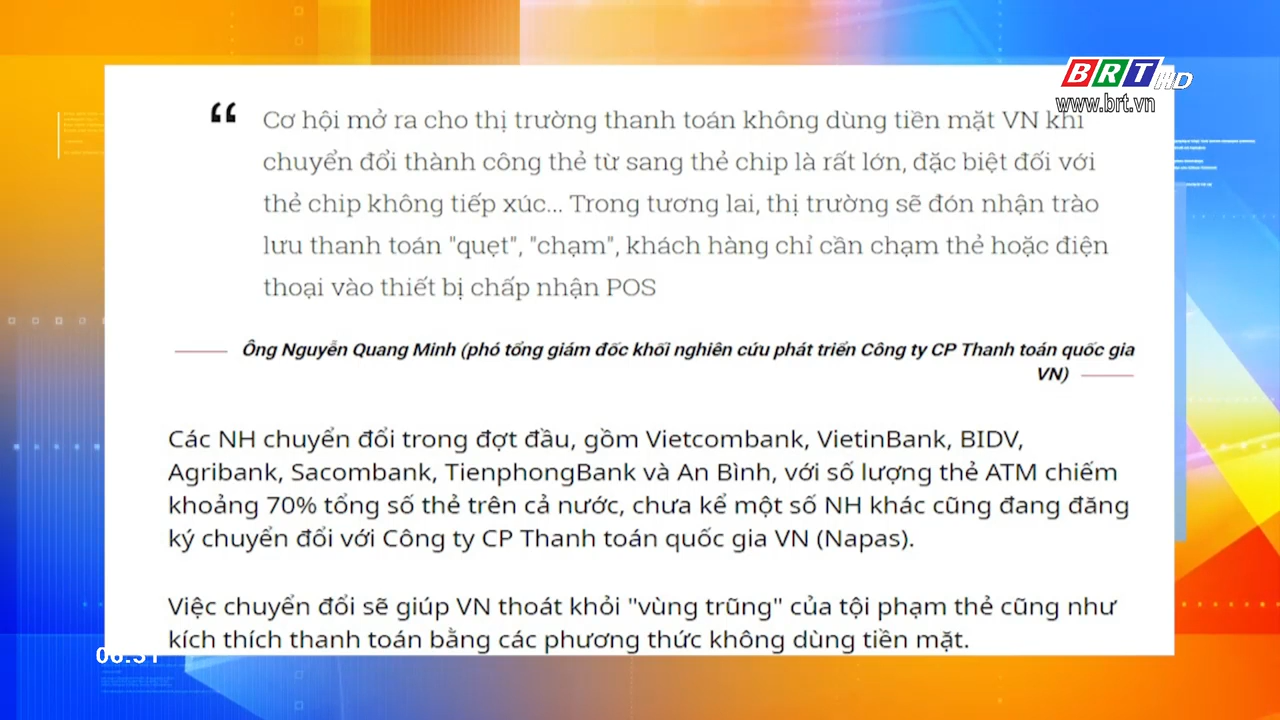 BRT HD
www.brt.vn
“
Cơ hội mở ra cho thị trường thanh toán không dùng tiền mặt VN khi
chuyển đổi thành công thẻ từ sang thẻ chip là rất lớn, đặc biệt đối với
thẻ chip không tiếp xúc... Trong tương lai, thị trường sẽ đón nhận trào
lưu thanh toán "quẹt", "chạm", khách hàng chỉ cần chạm thẻ hoặc điện
thoại vào thiết bị chấp nhận POS
Ông Nguyễn Quang Minh (phó tổng giám đốc khối nghiên cứu phát triển Công ty CP Thanh toán quốc gia
VN)
Các NH chuyển đổi trong đợt đầu, gồm Vietcombank, VietinBank, BIDV,
Agribank, Sacombank, TienphongBank và An Bình, với số lượng thẻ ATM chiếm
khoảng 70% tổng số thẻ trên cả nước, chưa kể một số NH khác cũng đang đăng
ký chuyển đổi với Công ty CP Thanh toán quốc gia VN (Napas).
Việc chuyển đổi sẽ giúp VN thoát khỏi "vùng trũng" của tội phạm thẻ cũng như
kích thích thanh toán bằng các phương thức không dùng tiền mặt.